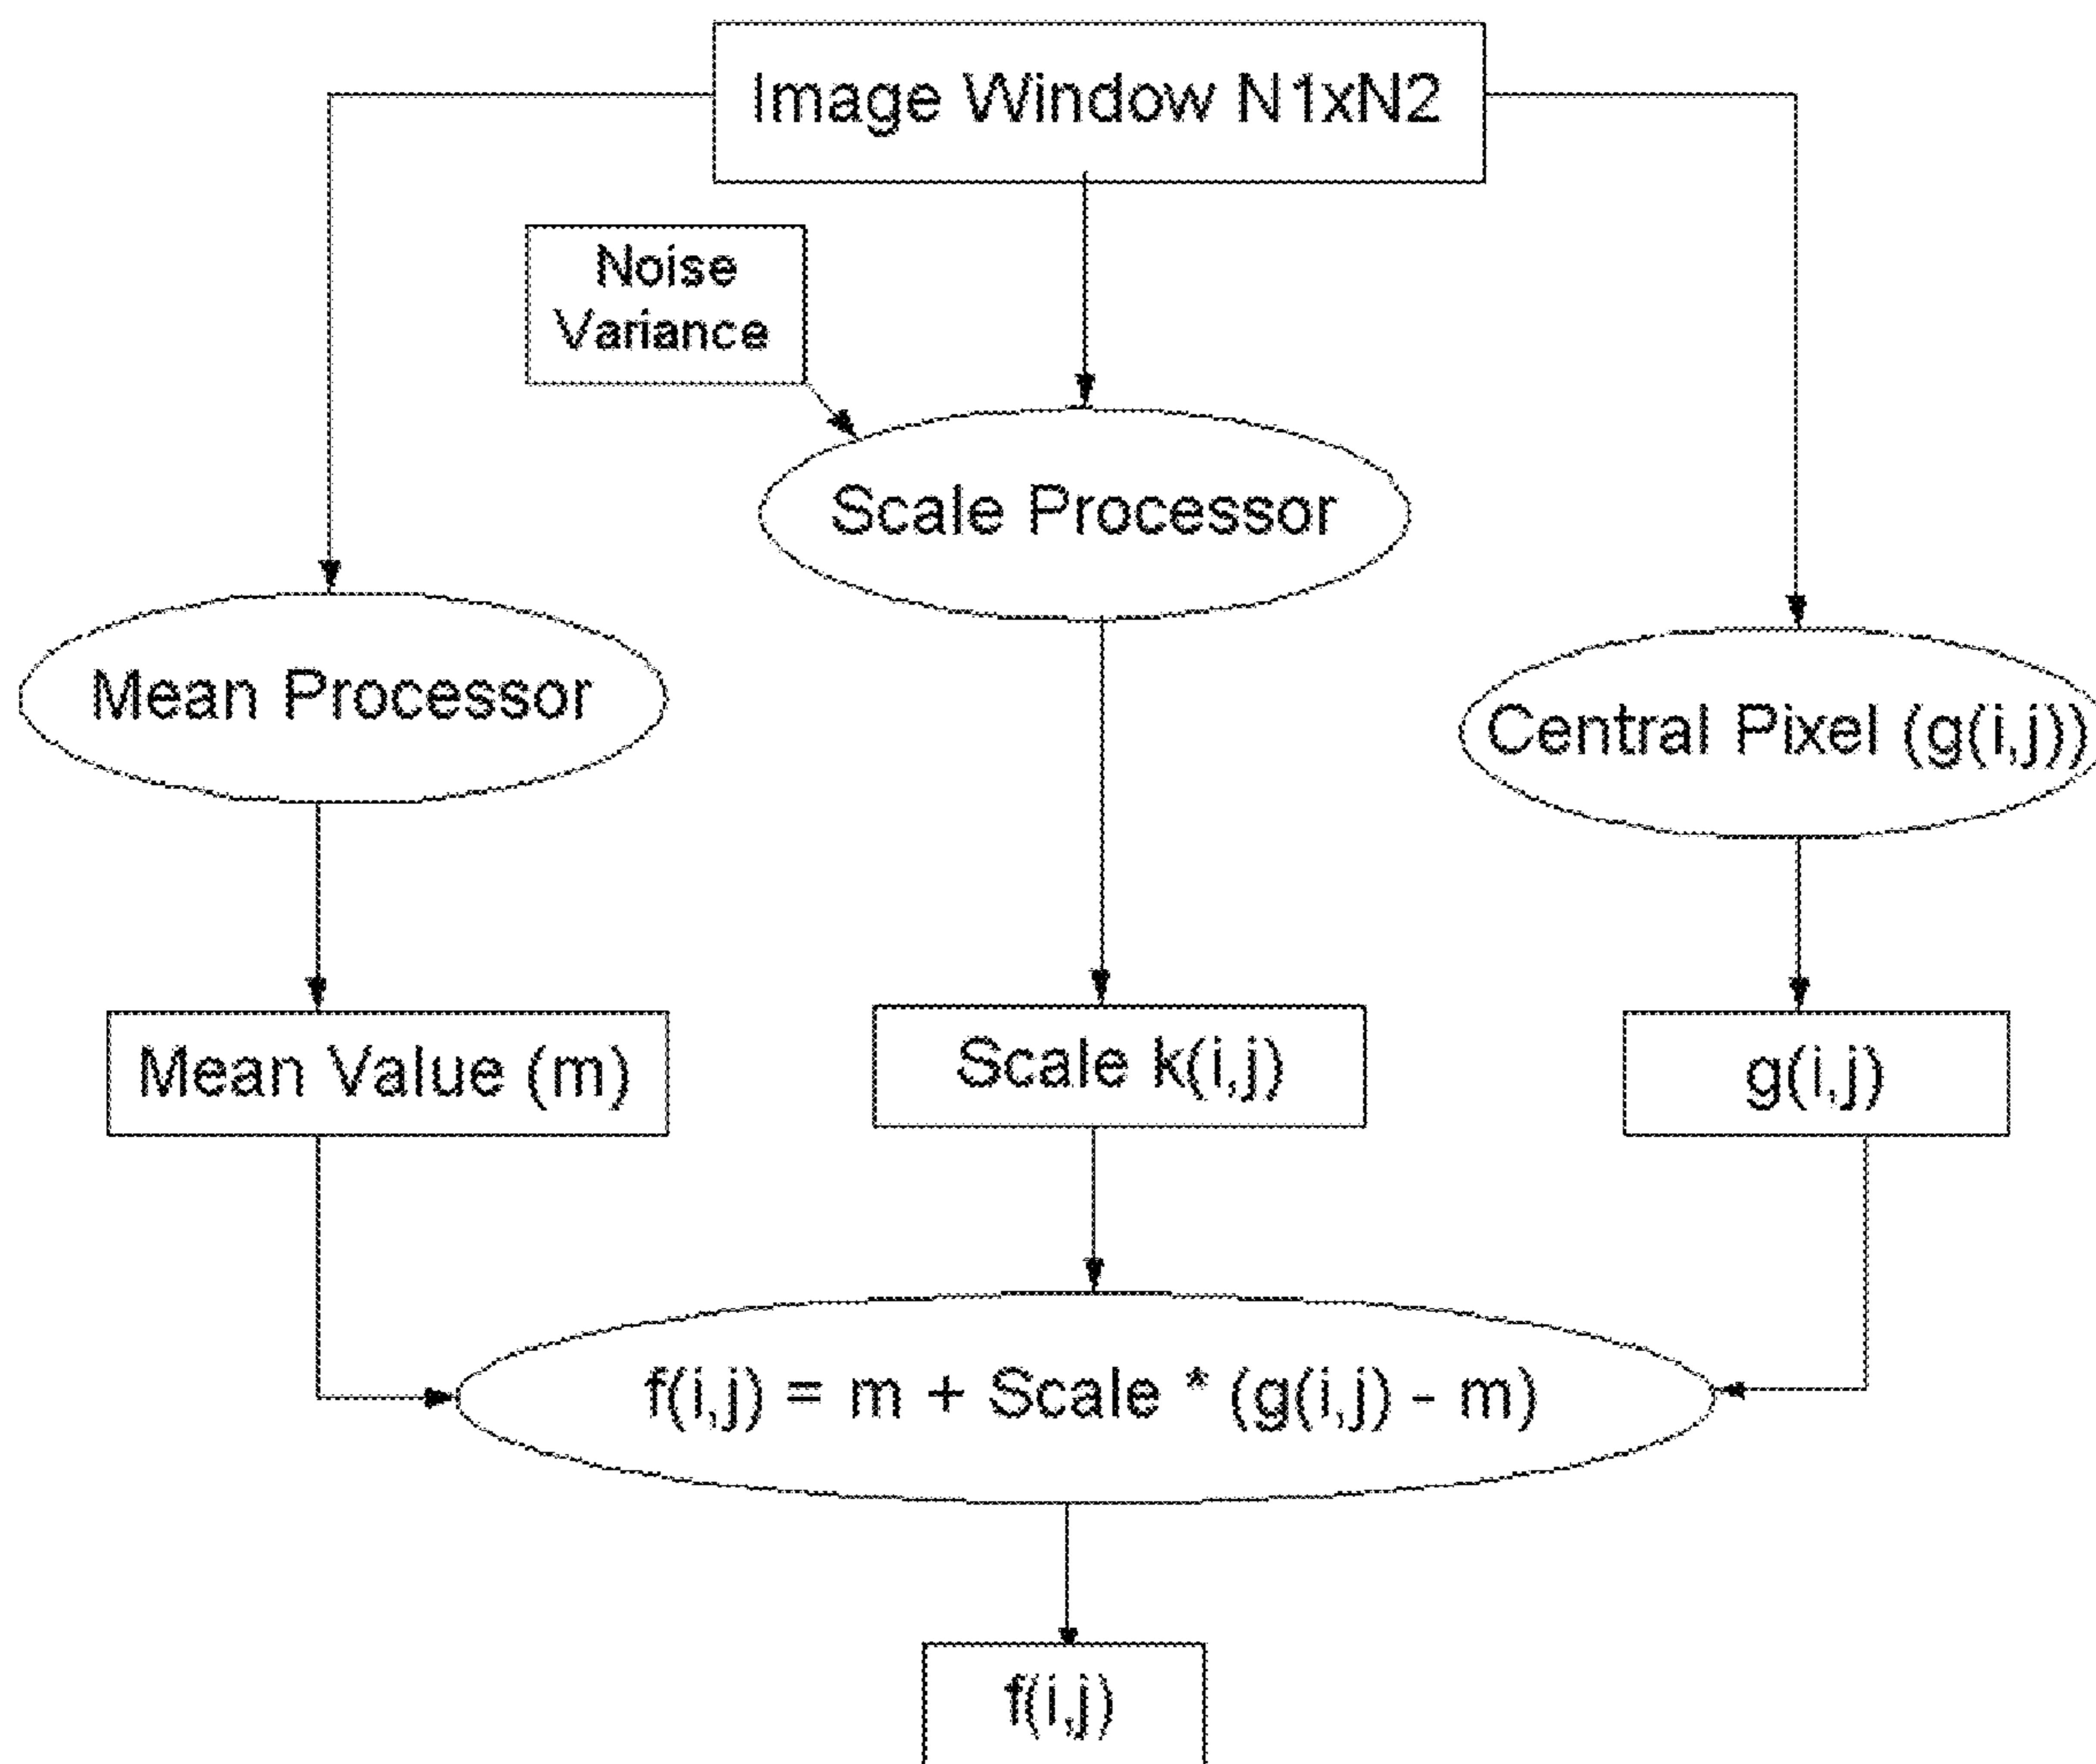 Image Window N1xN2
Noise
Variance
Scale Processor
Mean Processor
Central Pixel (g(i,j))
Mean Value (m)
Scale k(i,j)
g(i,j)
f(i,j) = m + Scale * (g(i,j) - m)
f(i,j)